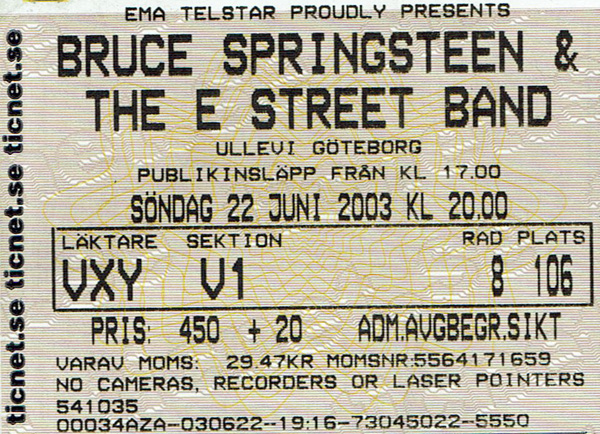 EMA TELSTAR PROUDLY PRESENTS
BRUCE SPRINGSTEEN &
THE E STREET BAND
ULLEVI GÖTEBORG
PUBLIKINSLÄPP FRÅN KL 17.00
SÖNDAG 22 JUNI 2003 KL 20.00
LÄKTARE SEKTION RAD PLATS
VXY V1 8 106
PRIS: 450 + 20 ADM.AVGBEGR.SIKT
VARAV MOMS: 29.47KR MOMSNR:5564171659
NO CAMERAS, RECORDERS OR LASER POINTERS
541035
00034AZA-030622--19:16-73045022-5550
ticnet.se ticnet.se ticnet.se ticnet.se